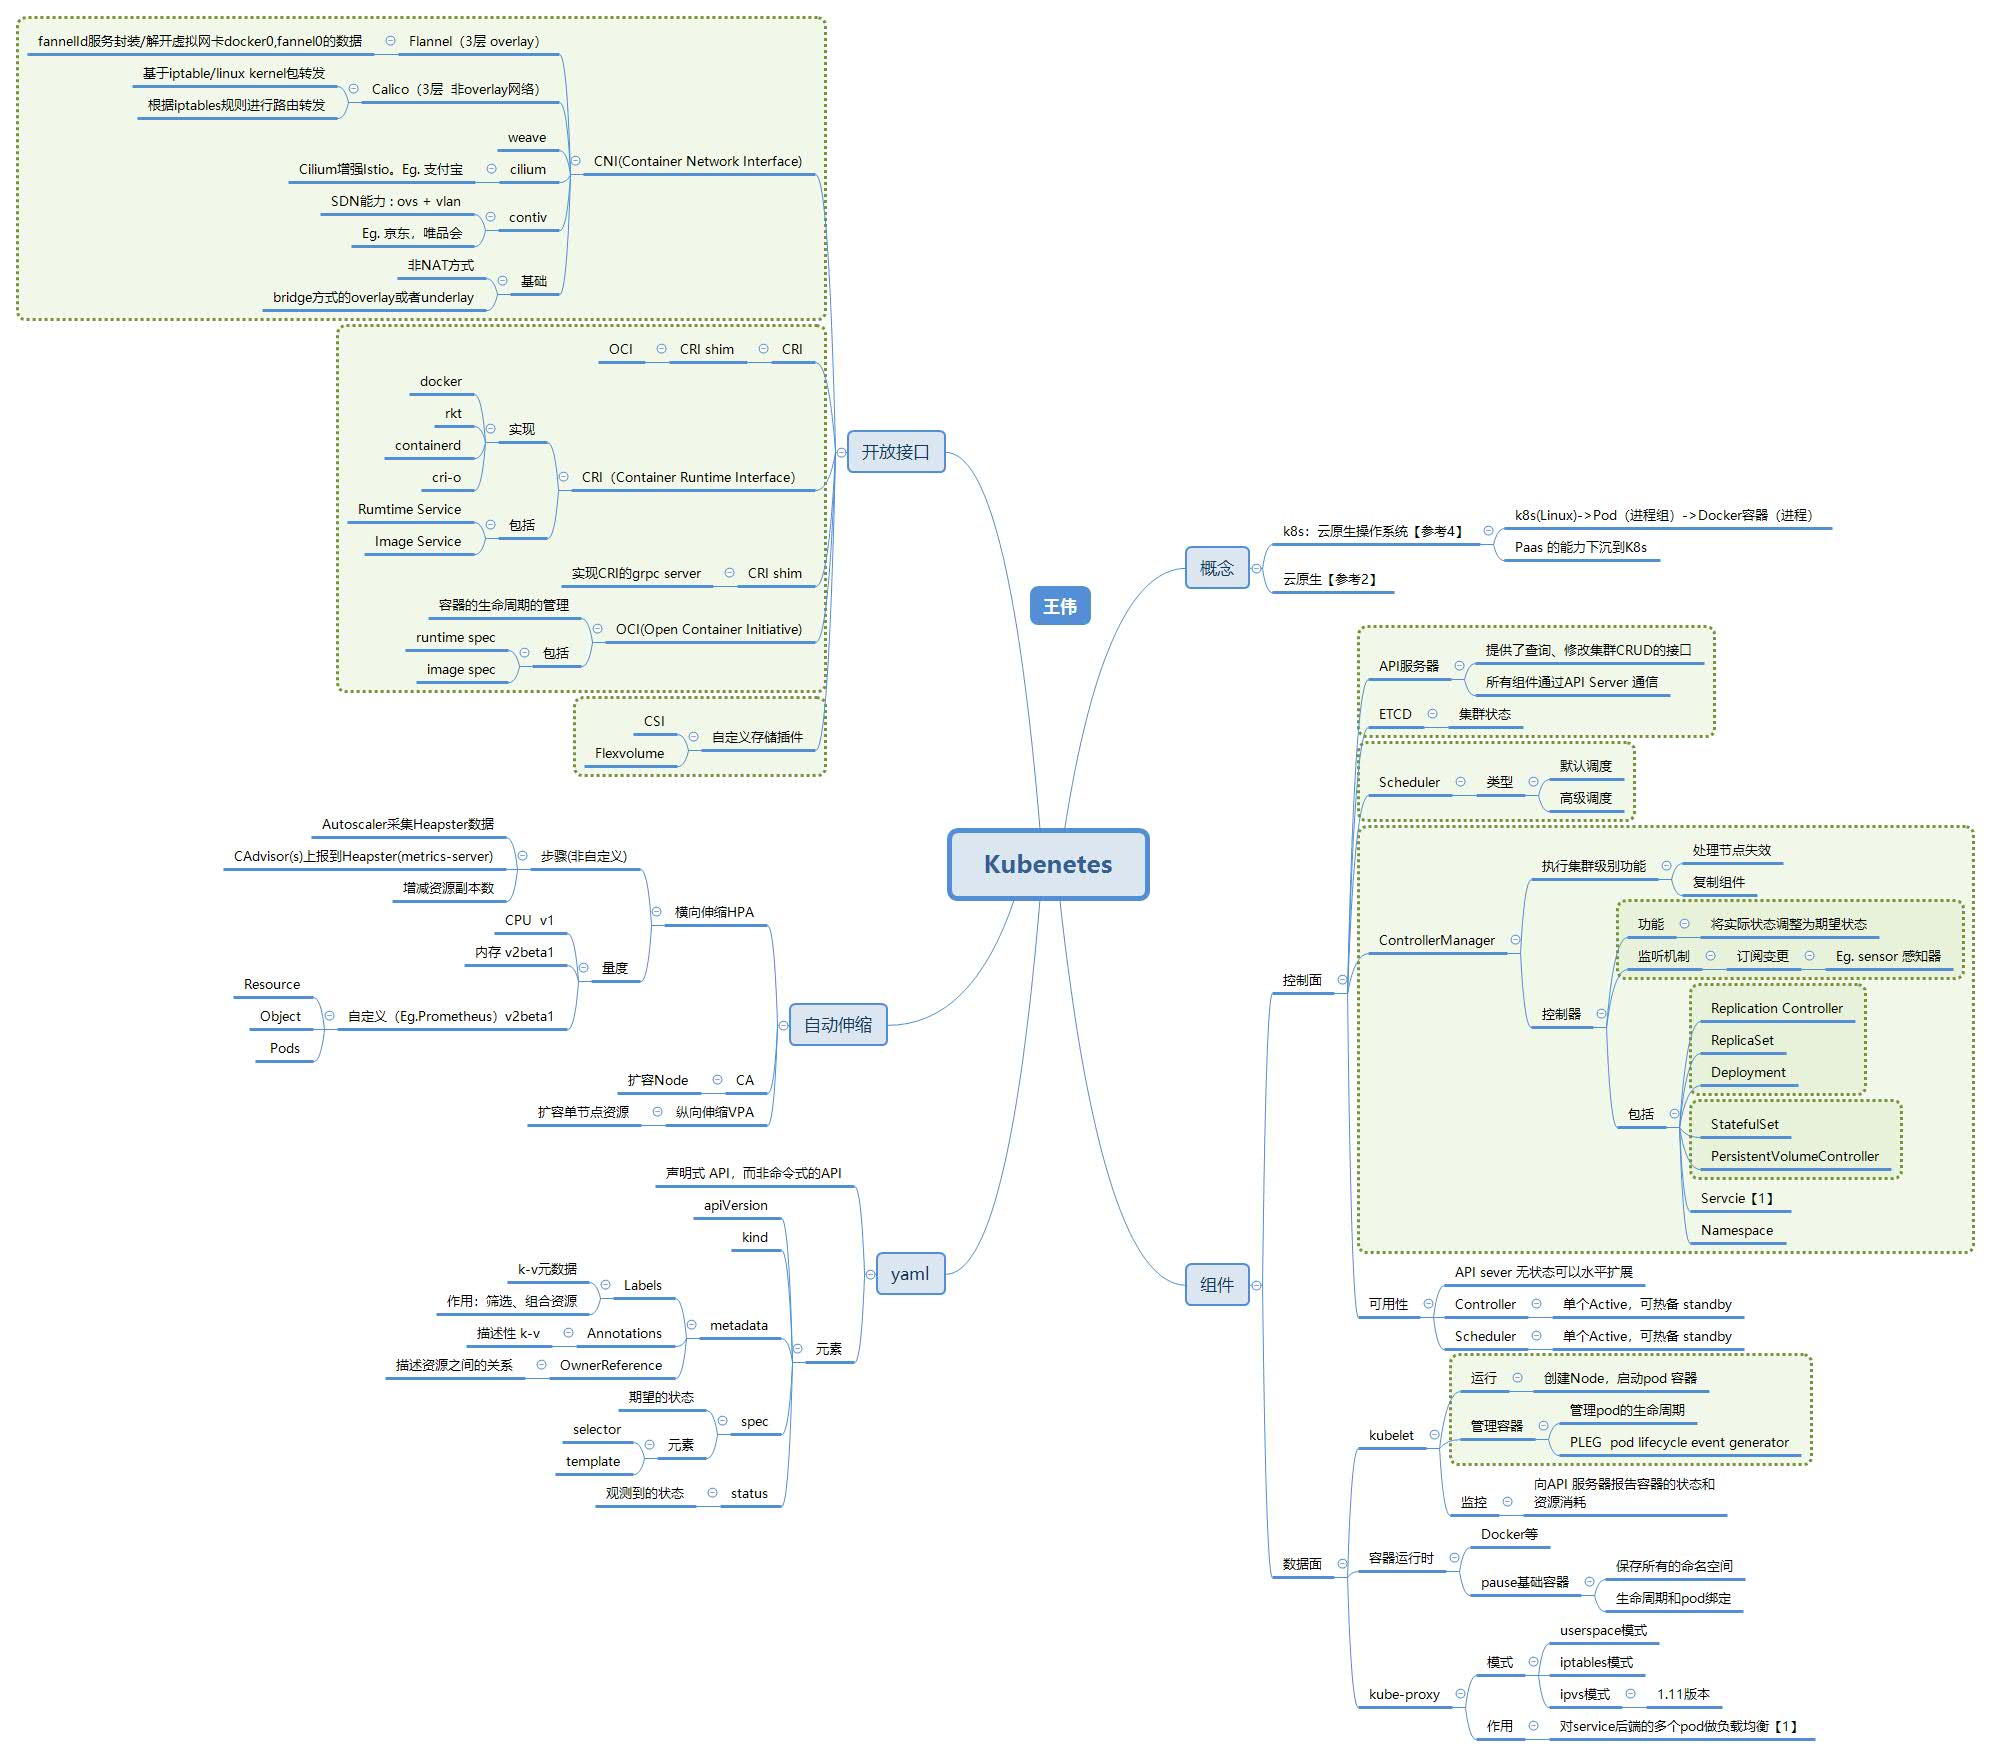 Kubenetes
王伟
开放接口
CNI(Container Network Interface)
Flannel（3层 overlay）
fannelId服务封装/解开虚拟网卡docker0,fannel0的数据
Calico（3层  非overlay网络）
基于iptable/linux kernel包转发
根据iptables规则进行路由转发
weave
cilium
Cilium增强Istio。Eg. 支付宝
contiv
SDN能力 : ovs + vlan
Eg. 京东，唯品会
基础
非NAT方式
bridge方式的overlay或者underlay
CRI
CRI shim
OCI
CRI（Container Runtime Interface）
实现
docker
rkt
containerd
cri-o
包括
Rumtime Service
Image Service
CRI shim
实现CRI的grpc server
OCI(Open Container Initiative)
容器的生命周期的管理
包括
runtime spec
image spec
自定义存储插件
CSI
Flexvolume
自动伸缩
横向伸缩HPA
步骤(非自定义)
Autoscaler采集Heapster数据
CAdvisor(s)上报到Heapster(metrics-server)
增减资源副本数
量度
CPU  v1
内存 v2beta1
自定义（Eg.Prometheus）v2beta1
Resource
Object
Pods
CA
扩容Node
纵向伸缩VPA
扩容单节点资源
yaml
声明式 API，而非命令式的API
元素
apiVersion
kind
metadata
Labels
k-v元数据
作用：筛选、组合资源
Annotations
描述性 k-v
OwnerReference
描述资源之间的关系
spec
期望的状态
元素
selector
template
status
观测到的状态
概念
k8s：云原生操作系统【参考4】
k8s(Linux)->Pod（进程组）->Docker容器（进程）
Paas 的能力下沉到K8s
云原生【参考2】
组件
控制面
API服务器
提供了查询、修改集群CRUD的接口
所有组件通过API Server 通信
ETCD
集群状态
Scheduler
类型
默认调度
高级调度
ControllerManager
执行集群级别功能
处理节点失效
复制组件
控制器
功能
将实际状态调整为期望状态
监听机制
订阅变更
Eg. sensor 感知器
包括
Replication Controller
ReplicaSet
Deployment
StatefulSet
PersistentVolumeController
Servcie【1】
Namespace
可用性
API sever 无状态可以水平扩展
Controller
单个Active，可热备 standby
Scheduler
单个Active，可热备 standby
数据面
kubelet
运行
创建Node，启动pod 容器
管理容器
管理pod的生命周期
PLEG  pod lifecycle event generator
监控
向API 服务器报告容器的状态和
资源消耗
容器运行时
Docker等
pause基础容器
保存所有的命名空间
生命周期和pod绑定
kube-proxy
模式
userspace模式
iptables模式
ipvs模式
1.11版本
作用
对service后端的多个pod做负载均衡【1】